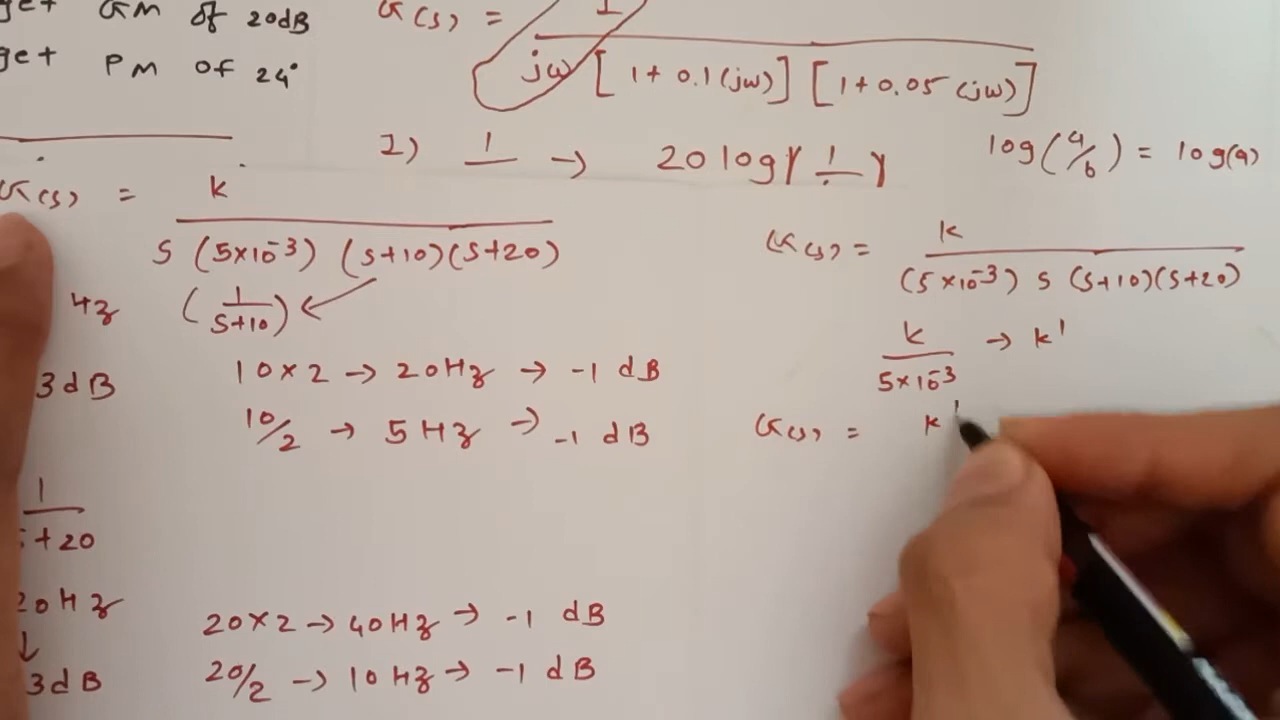 get GM of 20dB
get PM of 24°
G(s) = 1
jω [1+0.1(jω)] [1+0.05(jω)]
I) 1 → 20 log | 1 |
log(a/b) = log(a)
G(s) = k
s (5×10⁻³) (s+10)(s+20)
(1/s+10)
Hz
3dB
10×2 → 20Hz → -1 dB
10/2 → 5Hz → -1 dB
1
s+20
20Hz
↓
3dB
20×2 → 40Hz → -1 dB
20/2 → 10Hz → -1 dB
G(s) = k
(5×10⁻³) s (s+10)(s+20)
k
5×10⁻³ → k'
G(s) = k'